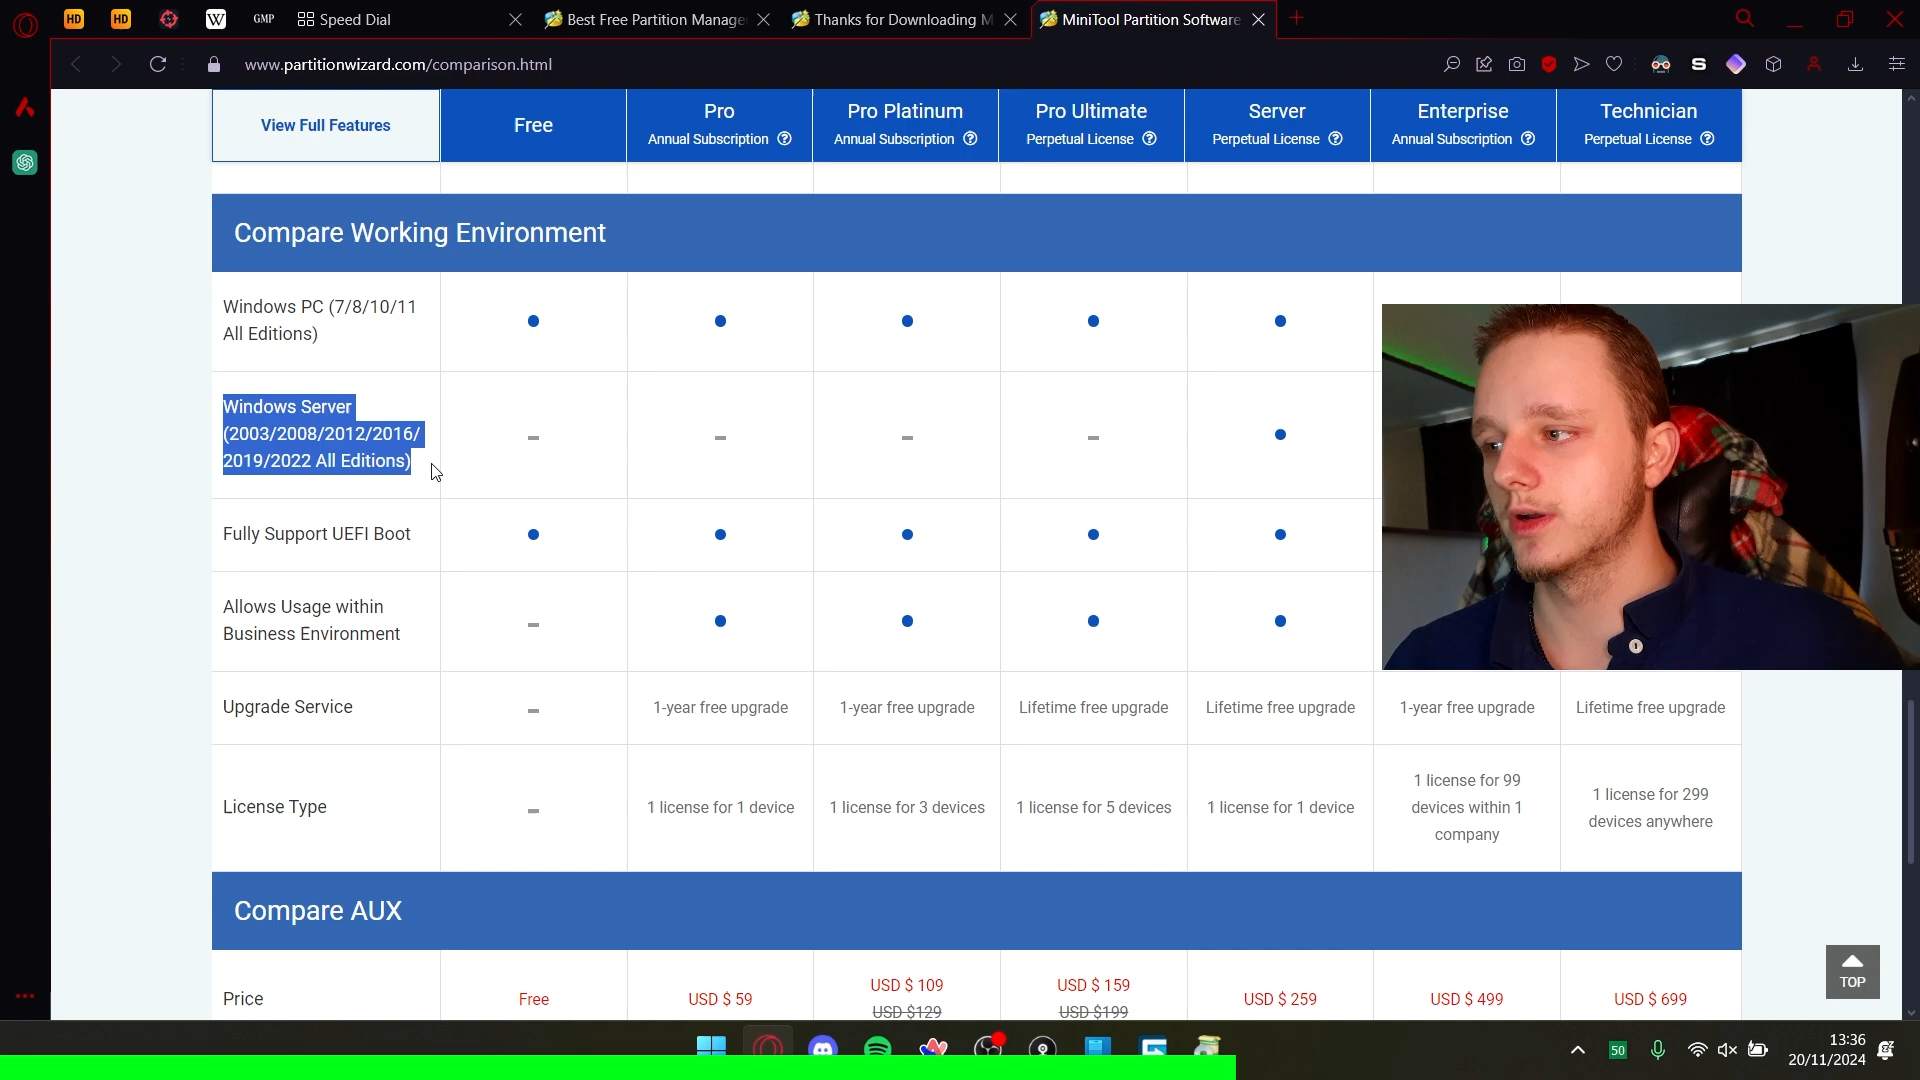 HD
HD
W
GMP
Speed Dial
Best Free Partition Manage
Thanks for Downloading M
MiniTool Partition Software
www.partitionwizard.com/comparison.html
S
View Full Features
Free
Pro
Annual Subscription ?
Pro Platinum
Annual Subscription ?
Pro Ultimate
Perpetual License ?
Server
Perpetual License ?
Enterprise
Annual Subscription ?
Technician
Perpetual License ?
Compare Working Environment
Windows PC (7/8/10/11
All Editions)
Windows Server
(2003/2008/2012/2016/
2019/2022 All Editions)
Fully Support UEFI Boot
Allows Usage within
Business Environment
Upgrade Service
1-year free upgrade
1-year free upgrade
Lifetime free upgrade
Lifetime free upgrade
1-year free upgrade
Lifetime free upgrade
License Type
1 license for 1 device
1 license for 3 devices
1 license for 5 devices
1 license for 1 device
1 license for 99
devices within 1
company
1 license for 299
devices anywhere
Compare AUX
Price
Free
USD $ 59
USD $ 109
USD $129
USD $ 159
USD $199
USD $ 259
USD $ 499
USD $ 699
TOP
50
13:36
20/11/2024